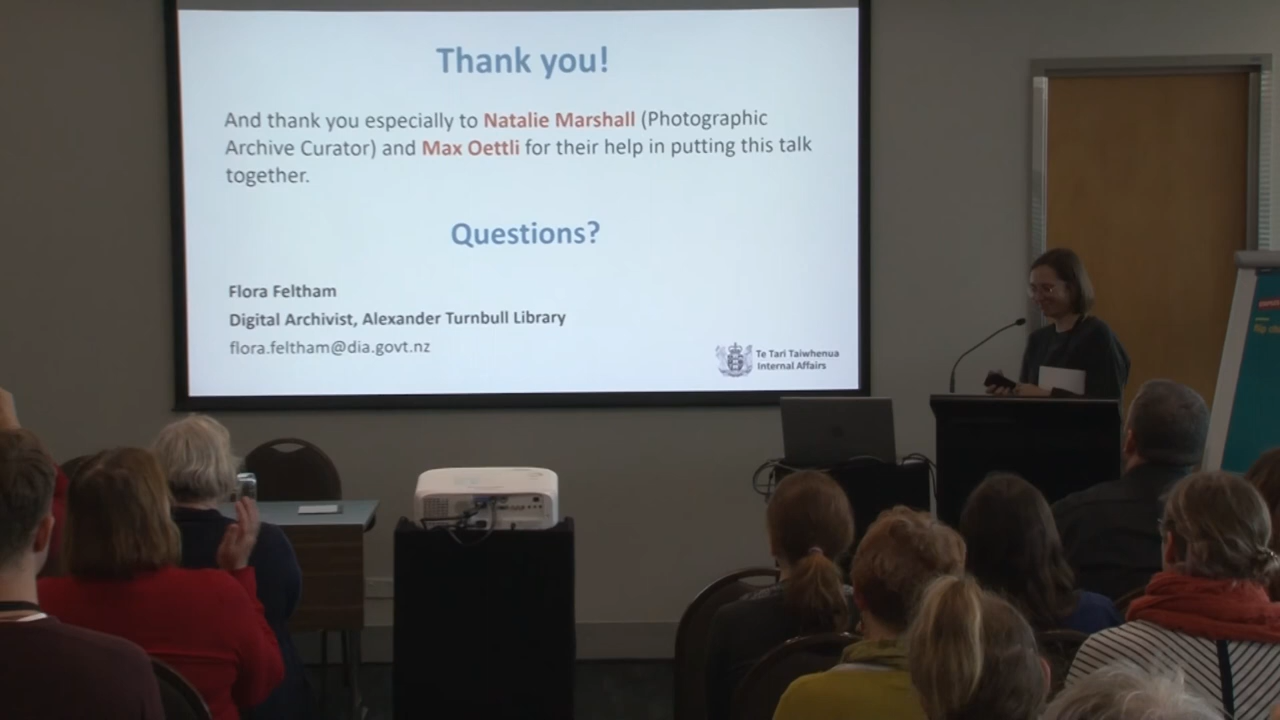 Thank you!
And thank you especially to Natalie Marshall (Photographic
Archive Curator) and Max Oettli for their help in putting this talk
together.
Questions?
Flora Feltham
Digital Archivist, Alexander Turnbull Library
flora.feltham@dia.govt.nz
Te Tari Taiwhenua
Internal Affairs